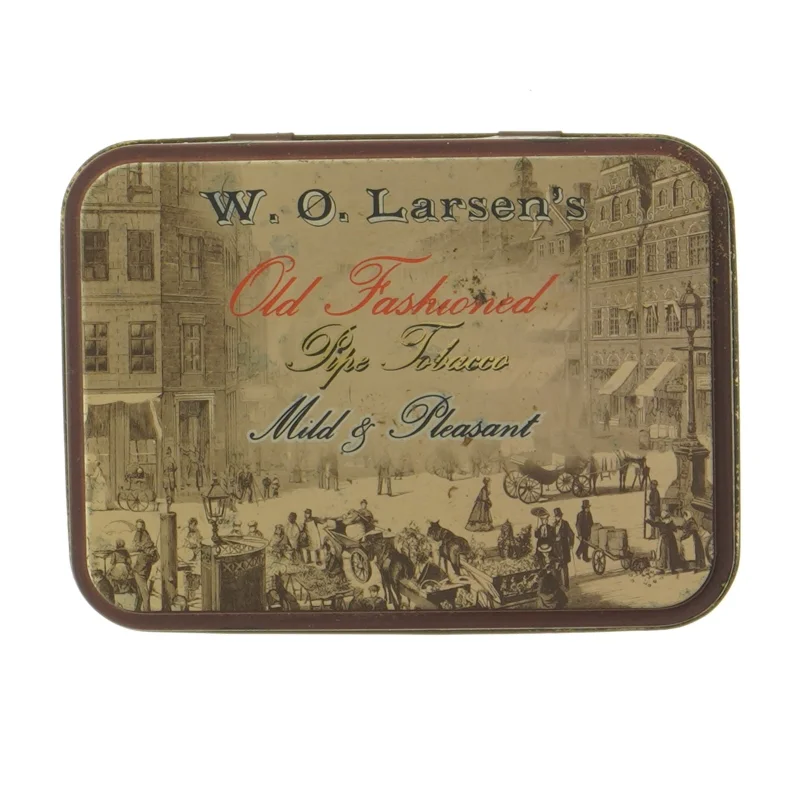 W. Ø. Larsen's
Old Fashioned
Pipe Tobacco
Mild & Pleasant